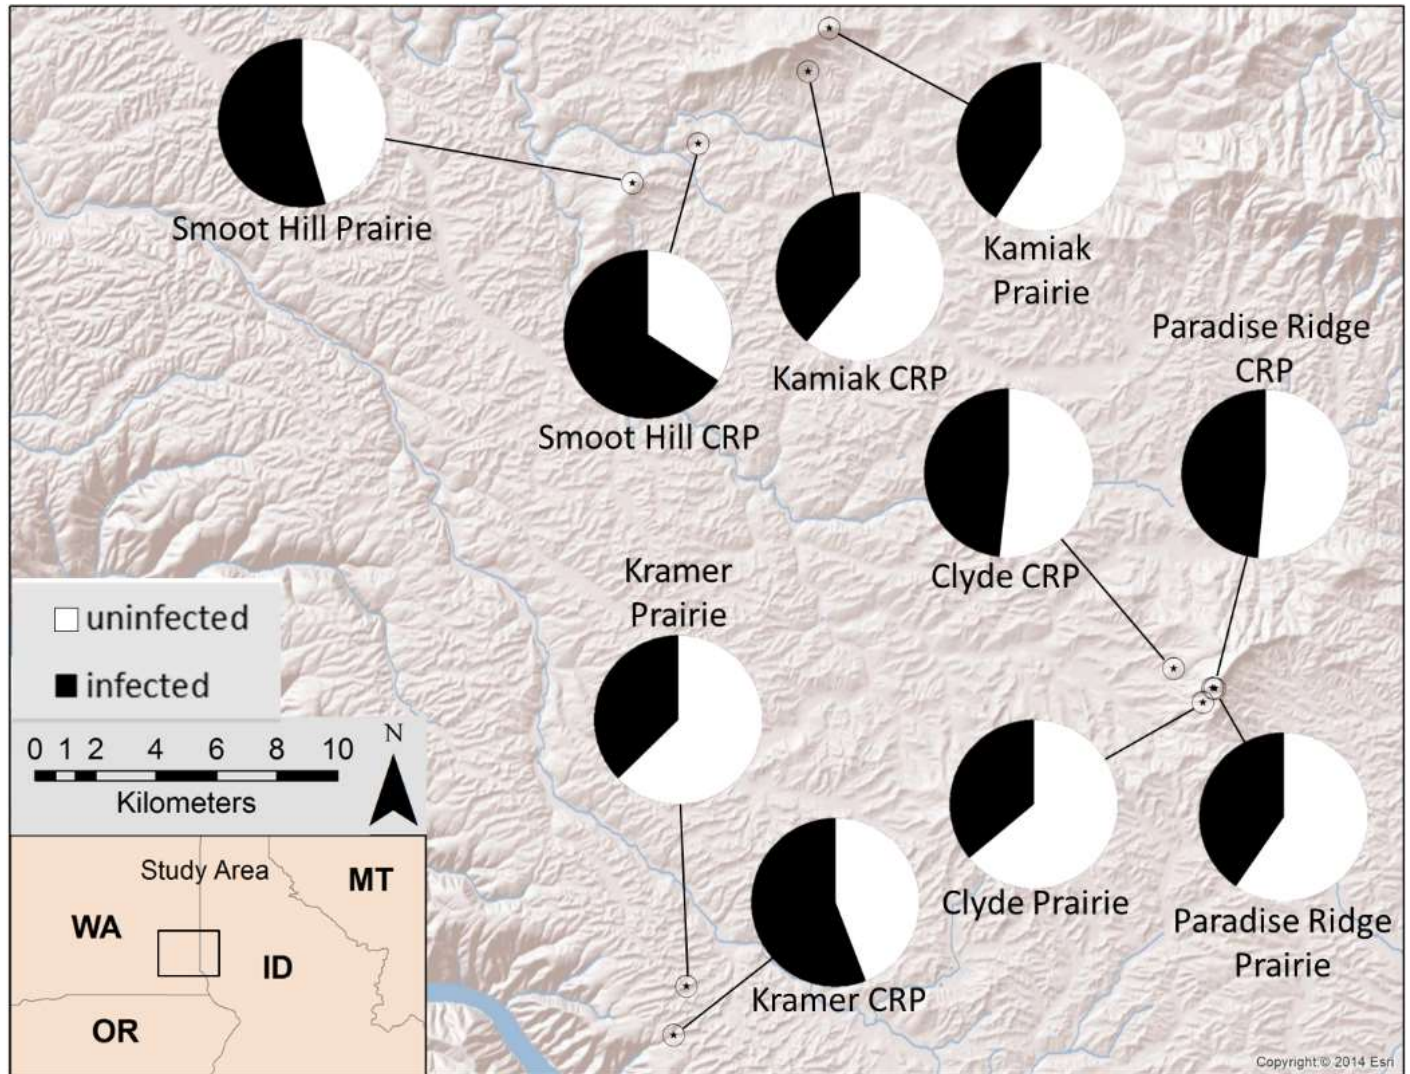 Smoot Hill Prairie
Kamiak
Prairie
Smoot Hill CRP
Kamiak CRP
Paradise Ridge
CRP
Clyde CRP
Kramer
Prairie
uninfected
infected
0 1 2 4 6 8 10
Kilometers
N
Clyde Prairie
Paradise Ridge
Prairie
Kramer CRP
Study Area
MT
WA
ID
OR
Copyright:© 2014 Esri